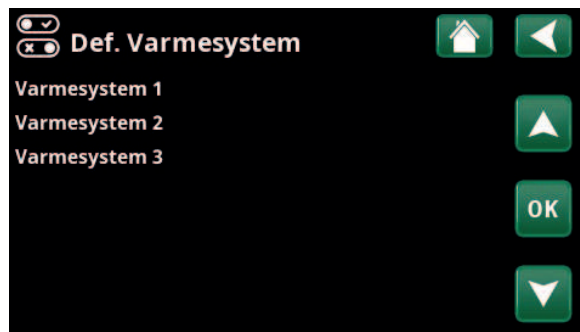 Def. Varmesystem
Varmesystem 1
Varmesystem 2
Varmesystem 3
OK